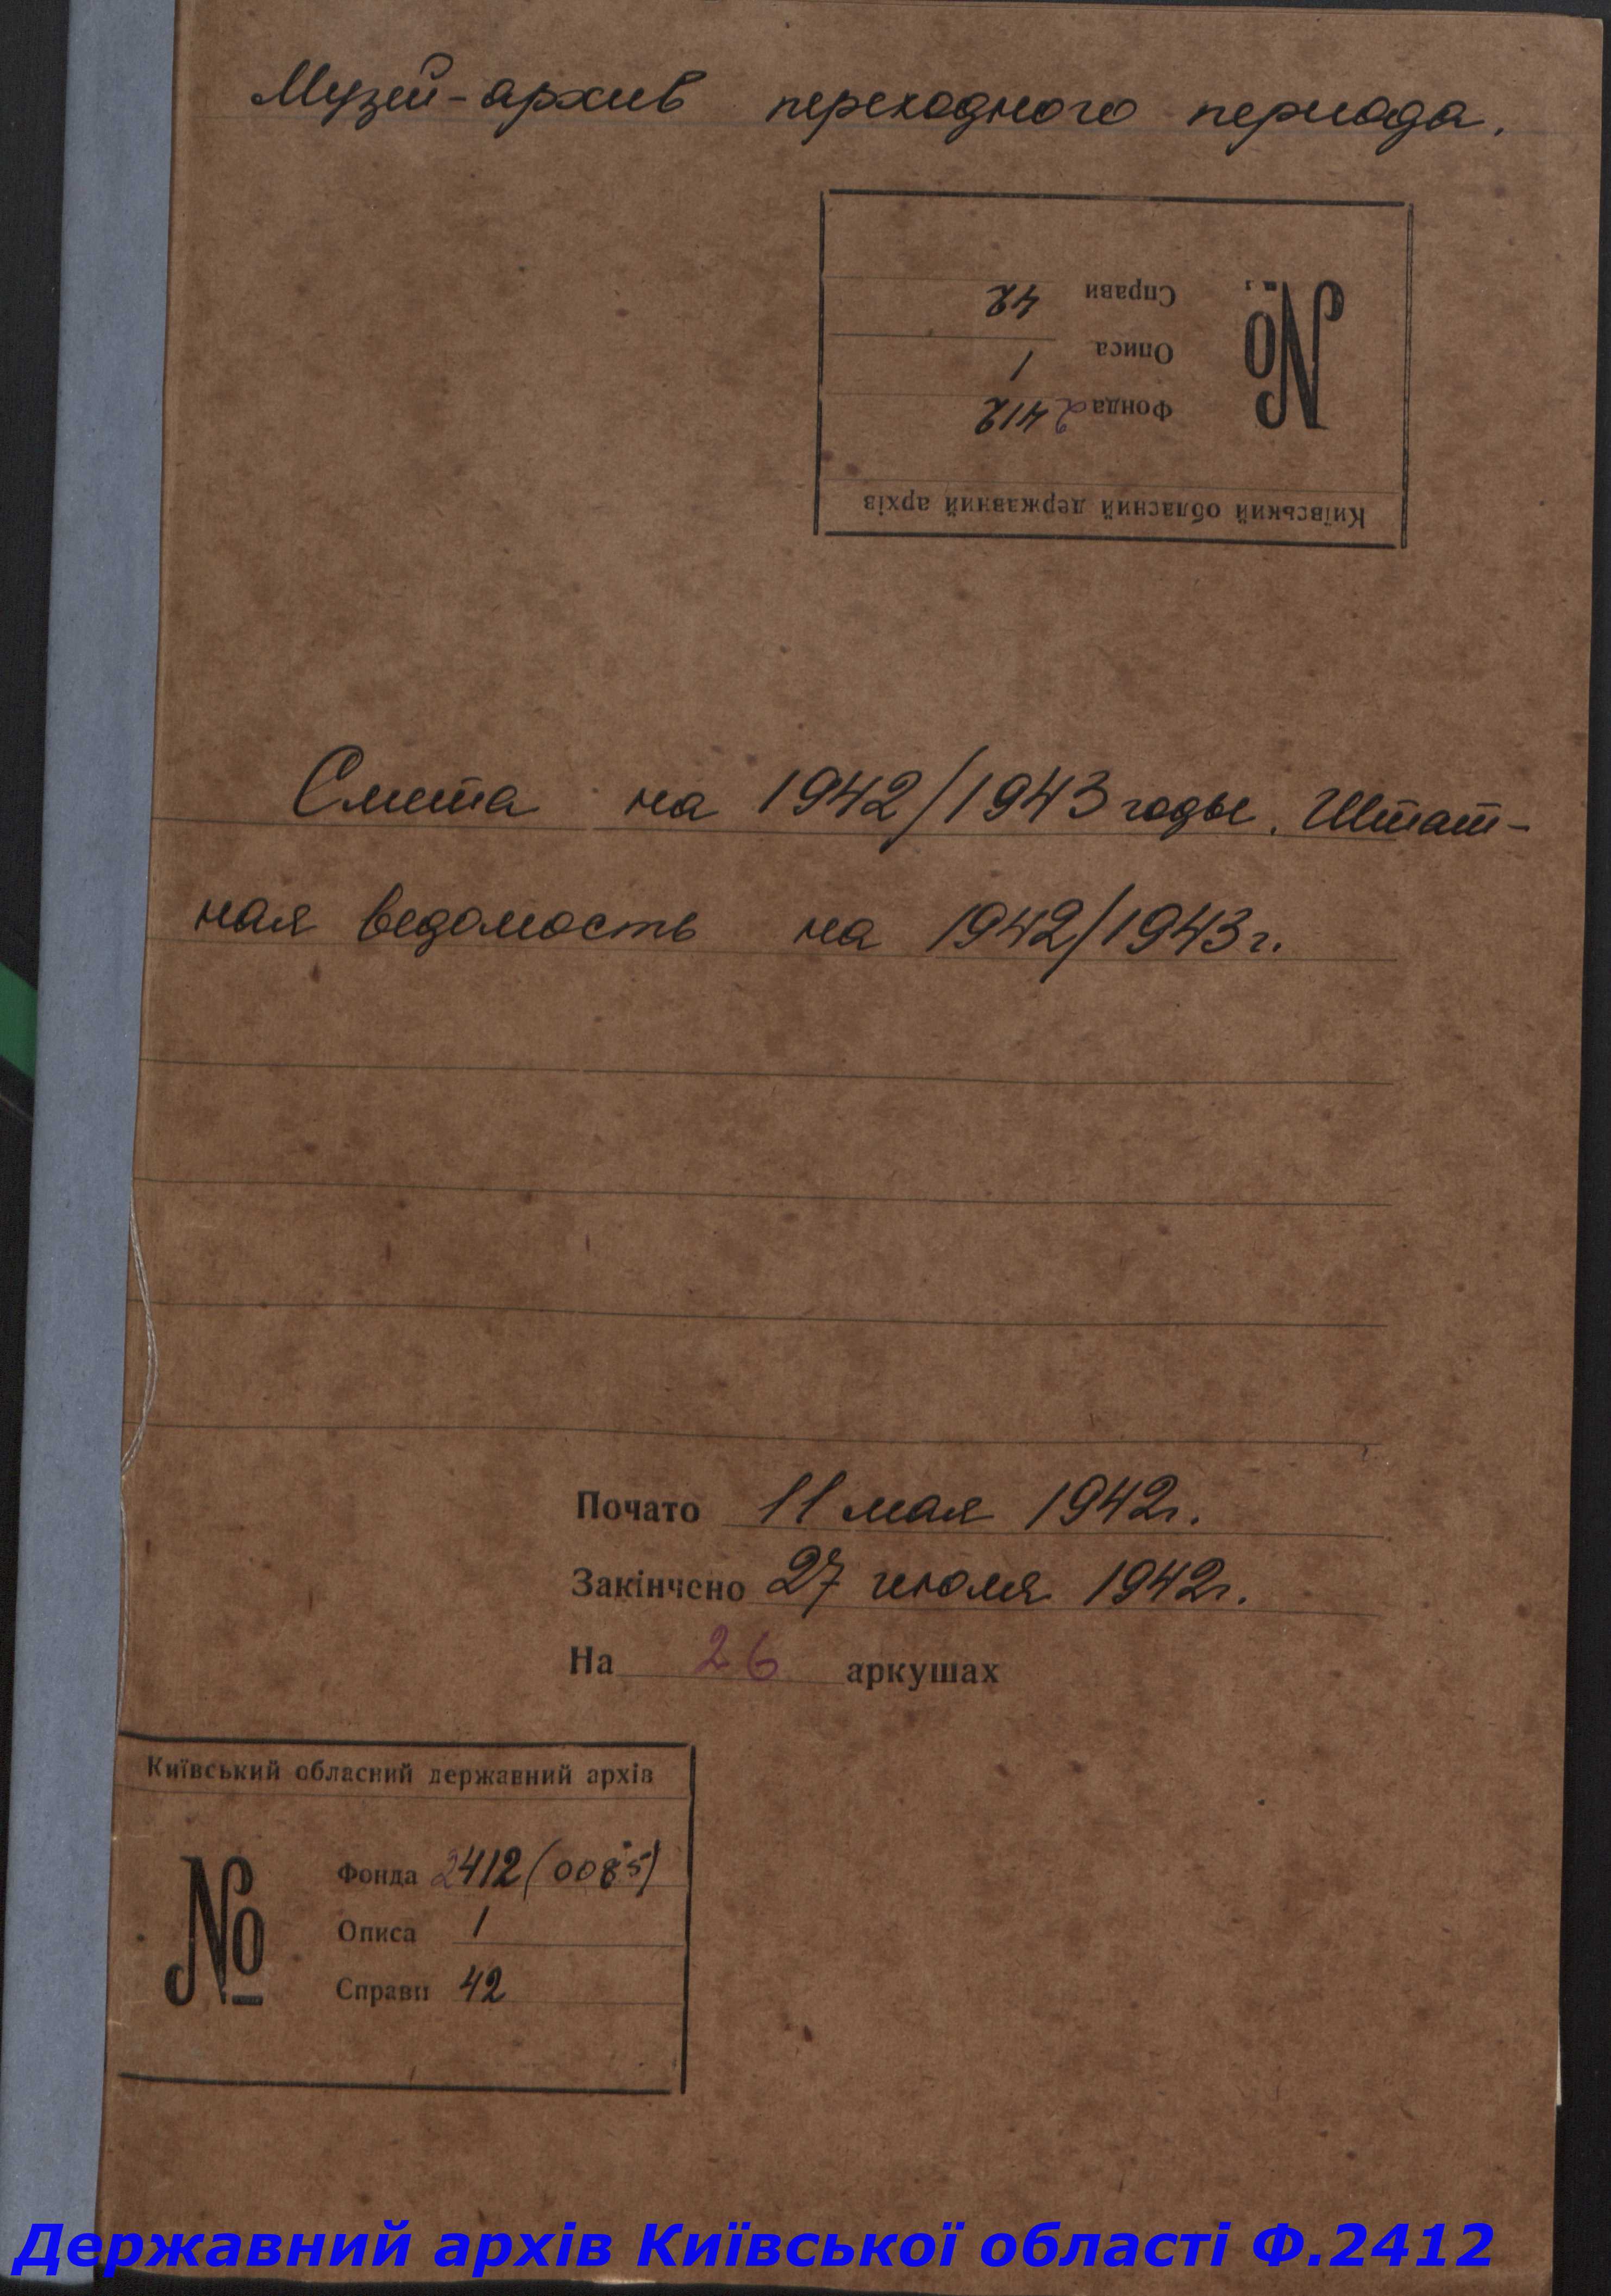 Музей-архив переходного периода.
Справи 42
Описа 1
Фонда 2412
№
Київський обласний державний архів
Смета на 1942/1943 годы. Штат-
ная ведомость на 1942/1943 г.
Почато 11 мая 1942г.
Закінчено 27 июля 1942г.
На 26 аркушах
Київський обласний державний архів
№
Фонда 2412 (0085)
Описа 1
Справи 42
Державний архів Київської області Ф.2412